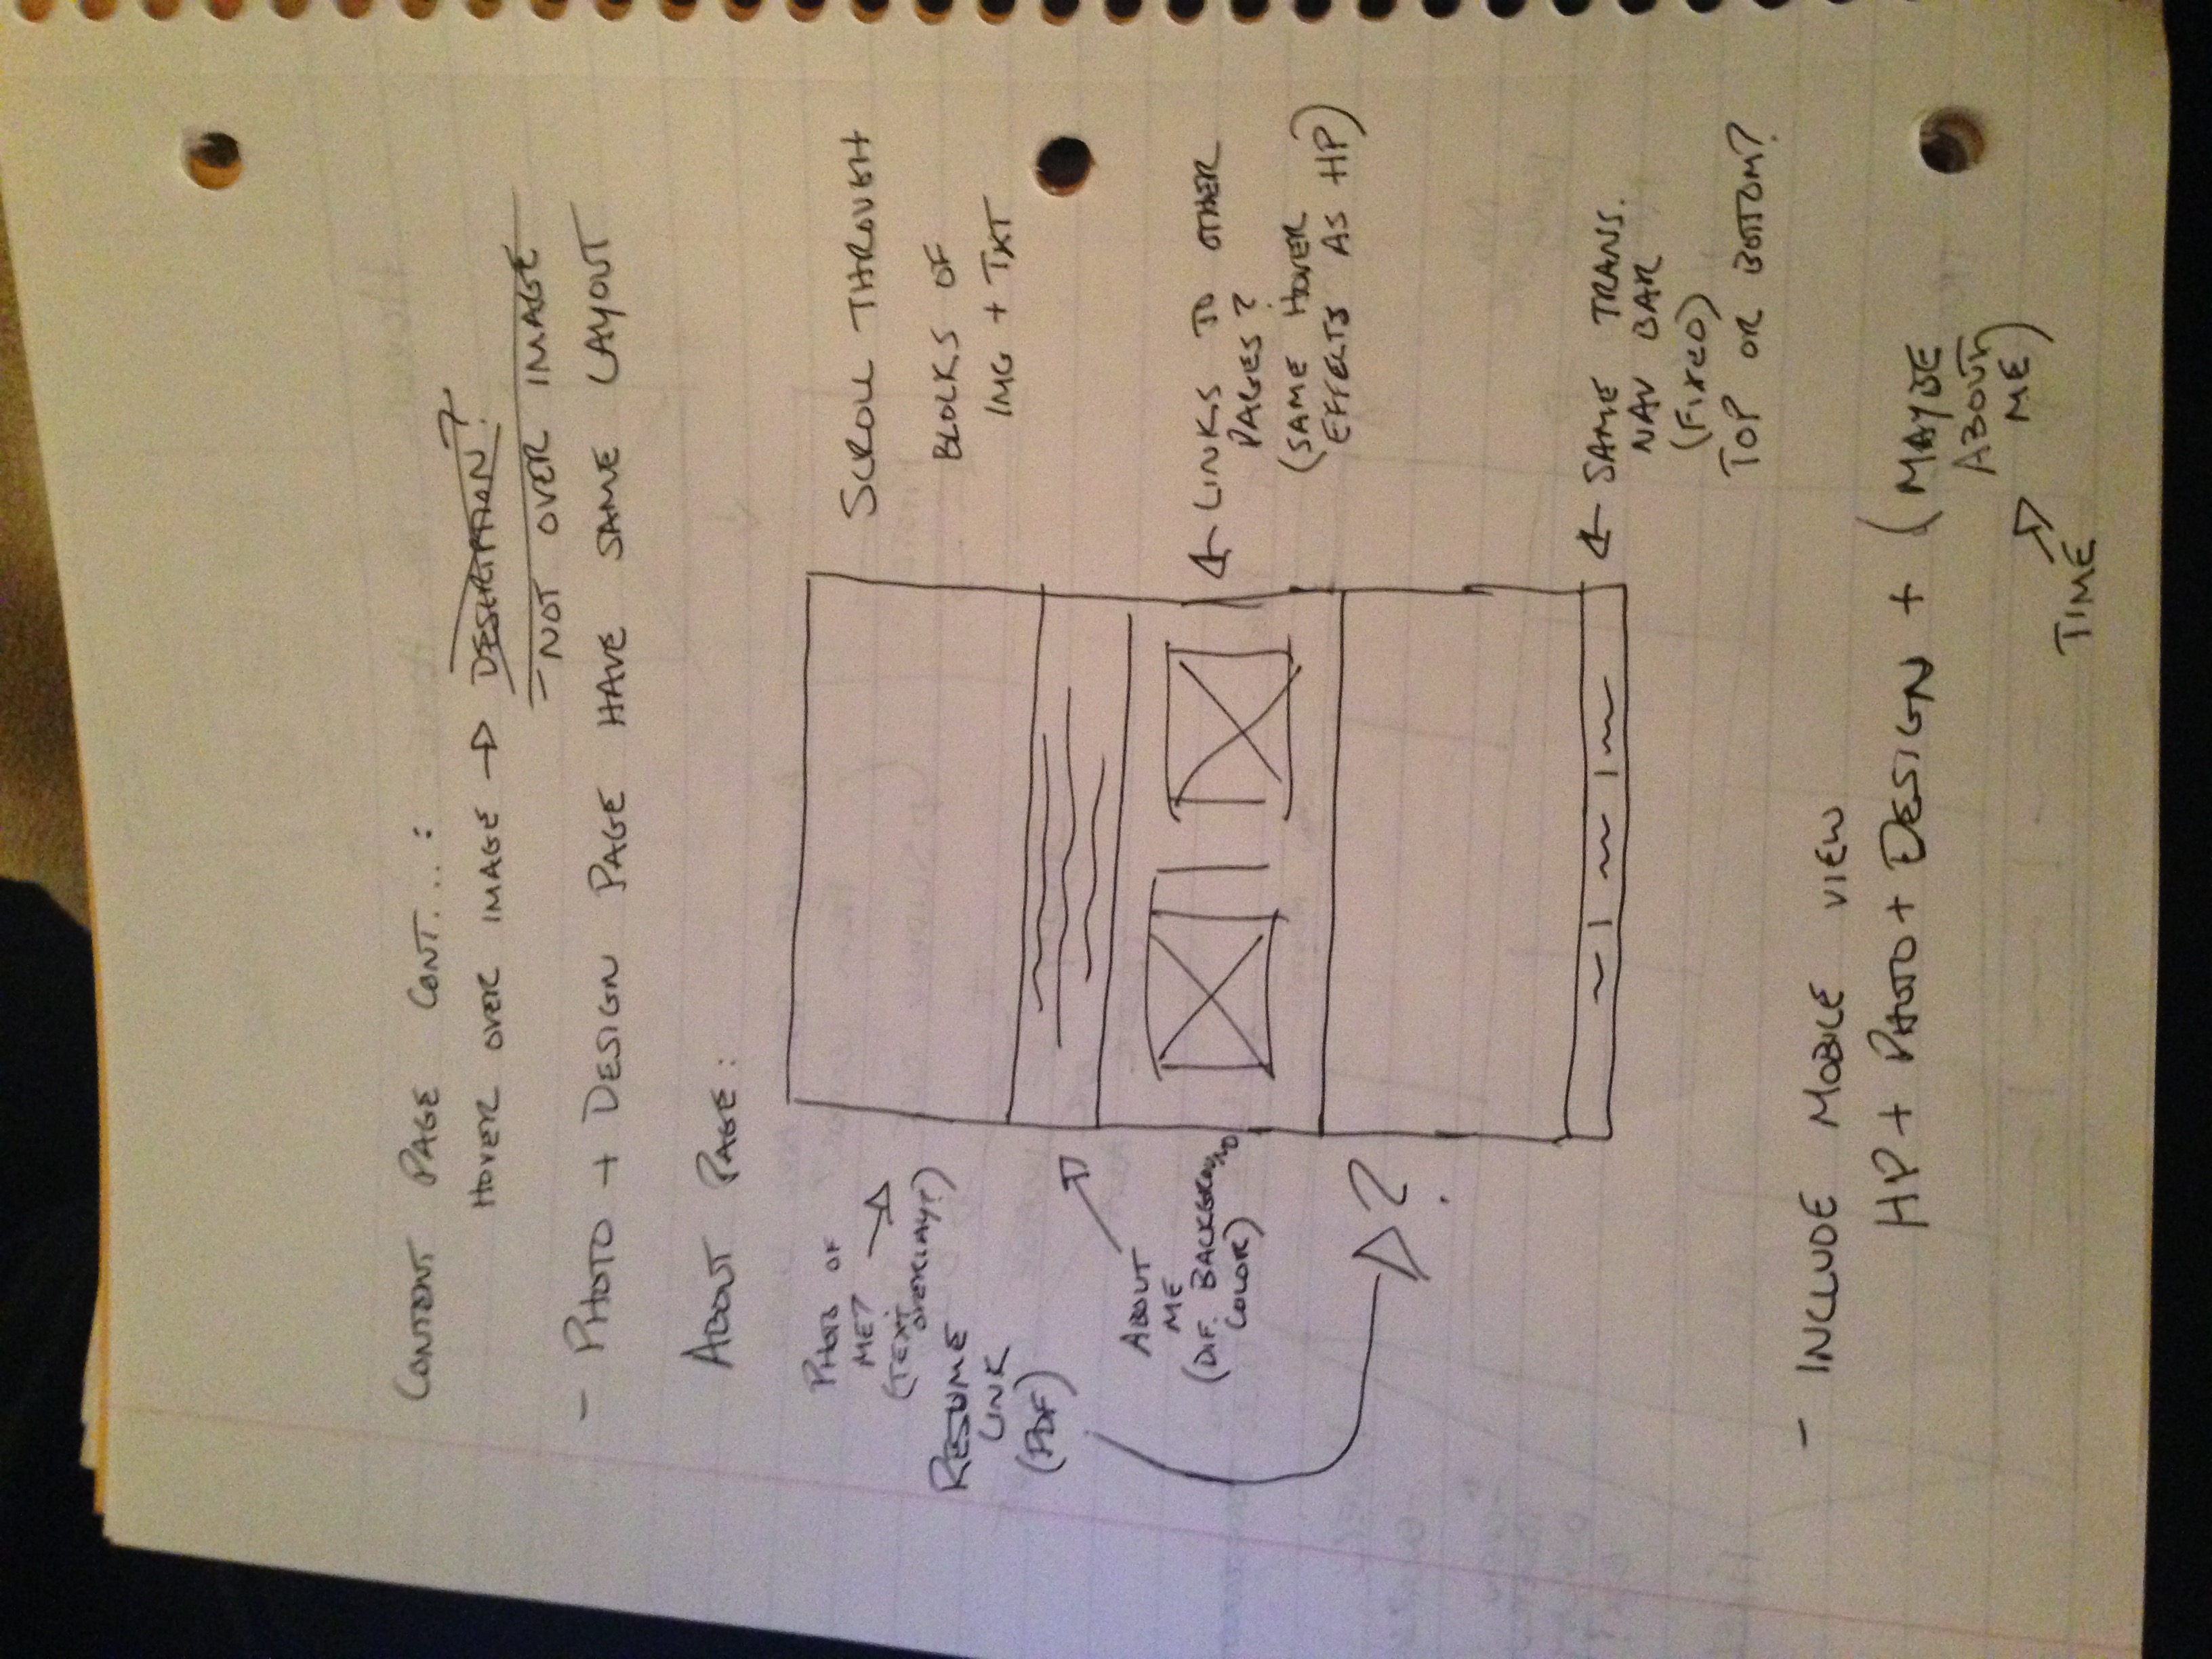 CONTENT PAGE CONT...:
HOVER OVER IMAGE → DESCRIPTION?
- NOT OVER IMAGE
- PHOTO + DESIGN PAGE HAVE SAME LAYOUT
ABOUT PAGE:
PHOTO OF
ME?
(TEXT
OVERLAY?)
RESUME
LINK
(PDF)
ABOUT
ME
(DIF. BACKGROUND
COLOR)
?
SCROLL THROUGH
BLOCKS OF
IMG + TXT
LINKS TO OTHER
PAGES?
(SAME HOVER
EFFECTS AS HP)
SAME TRANS.
NAV BAR
(FIXED)
TOP OR BOTTOM?
- INCLUDE MOBILE VIEW
HP + PHOTO + DESIGN + (MAYBE
ABOUT
ME)
TIME